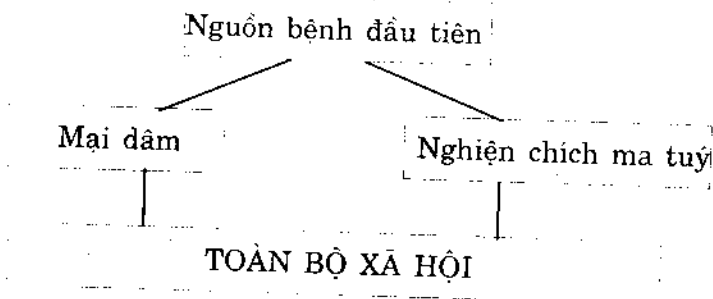 Nguồn bệnh đầu tiên
Mại dâm
Nghiện chích ma tuý
TOÀN BỘ XÃ HỘI